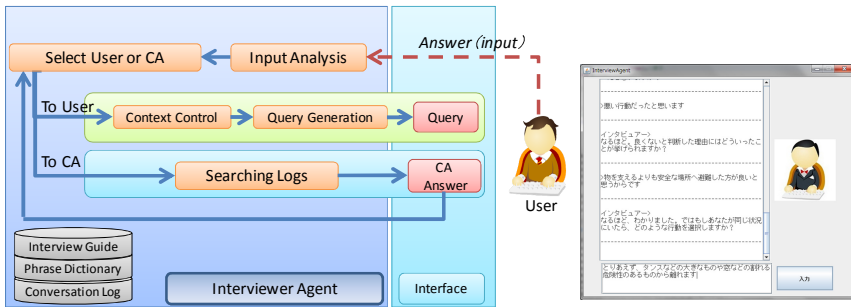 Select User or CA
Input Analysis
Answer (input)
To User
Context Control
Query Generation
Query
To CA
Searching Logs
CA
Answer
User
Interview Guide
Phrase Dictionary
Conversation Log
Interviewer Agent
Interface
InterviewAgent
>悪い行動だったと思います
インタビュアー>
なるほど。良くないと判断した理由にはどういったこ
とが挙げられますか？
>物を支えるよりも安全な場所へ避難した方が良いと
思うからです
インタビュアー>
なるほど、わかりました。ではもしあなたが同じ状況
にいたら、どのような行動を選択しますか？
とりあえず、タンスなどの大きなものや窓などの割れる
危険性のあるものから離れます
入力